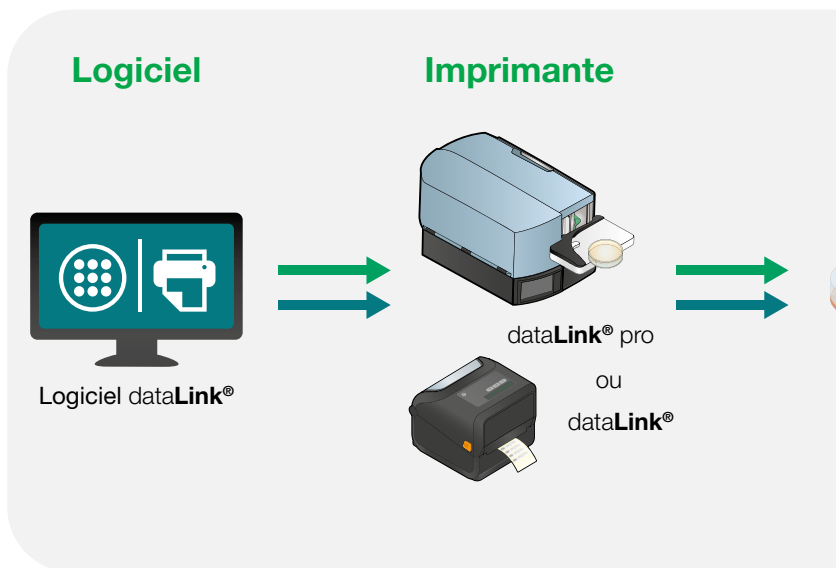 Logiciel
Imprimante
dataLink® pro
ou
Logiciel dataLink®
dataLink®